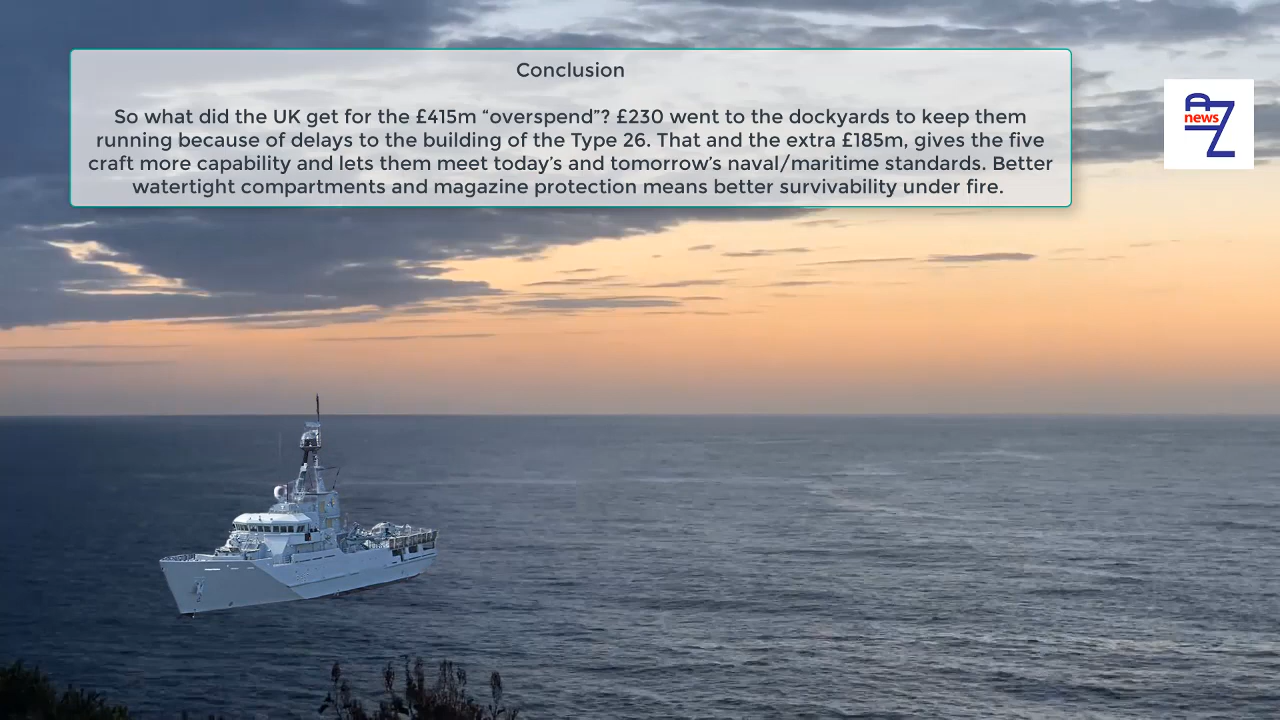 Conclusion
So what did the UK get for the £415m “overspend”? £230 went to the dockyards to keep them
running because of delays to the building of the Type 26. That and the extra £185m, gives the five
craft more capability and lets them meet today’s and tomorrow’s naval/maritime standards. Better
watertight compartments and magazine protection means better survivability under fire.
A
news
Z